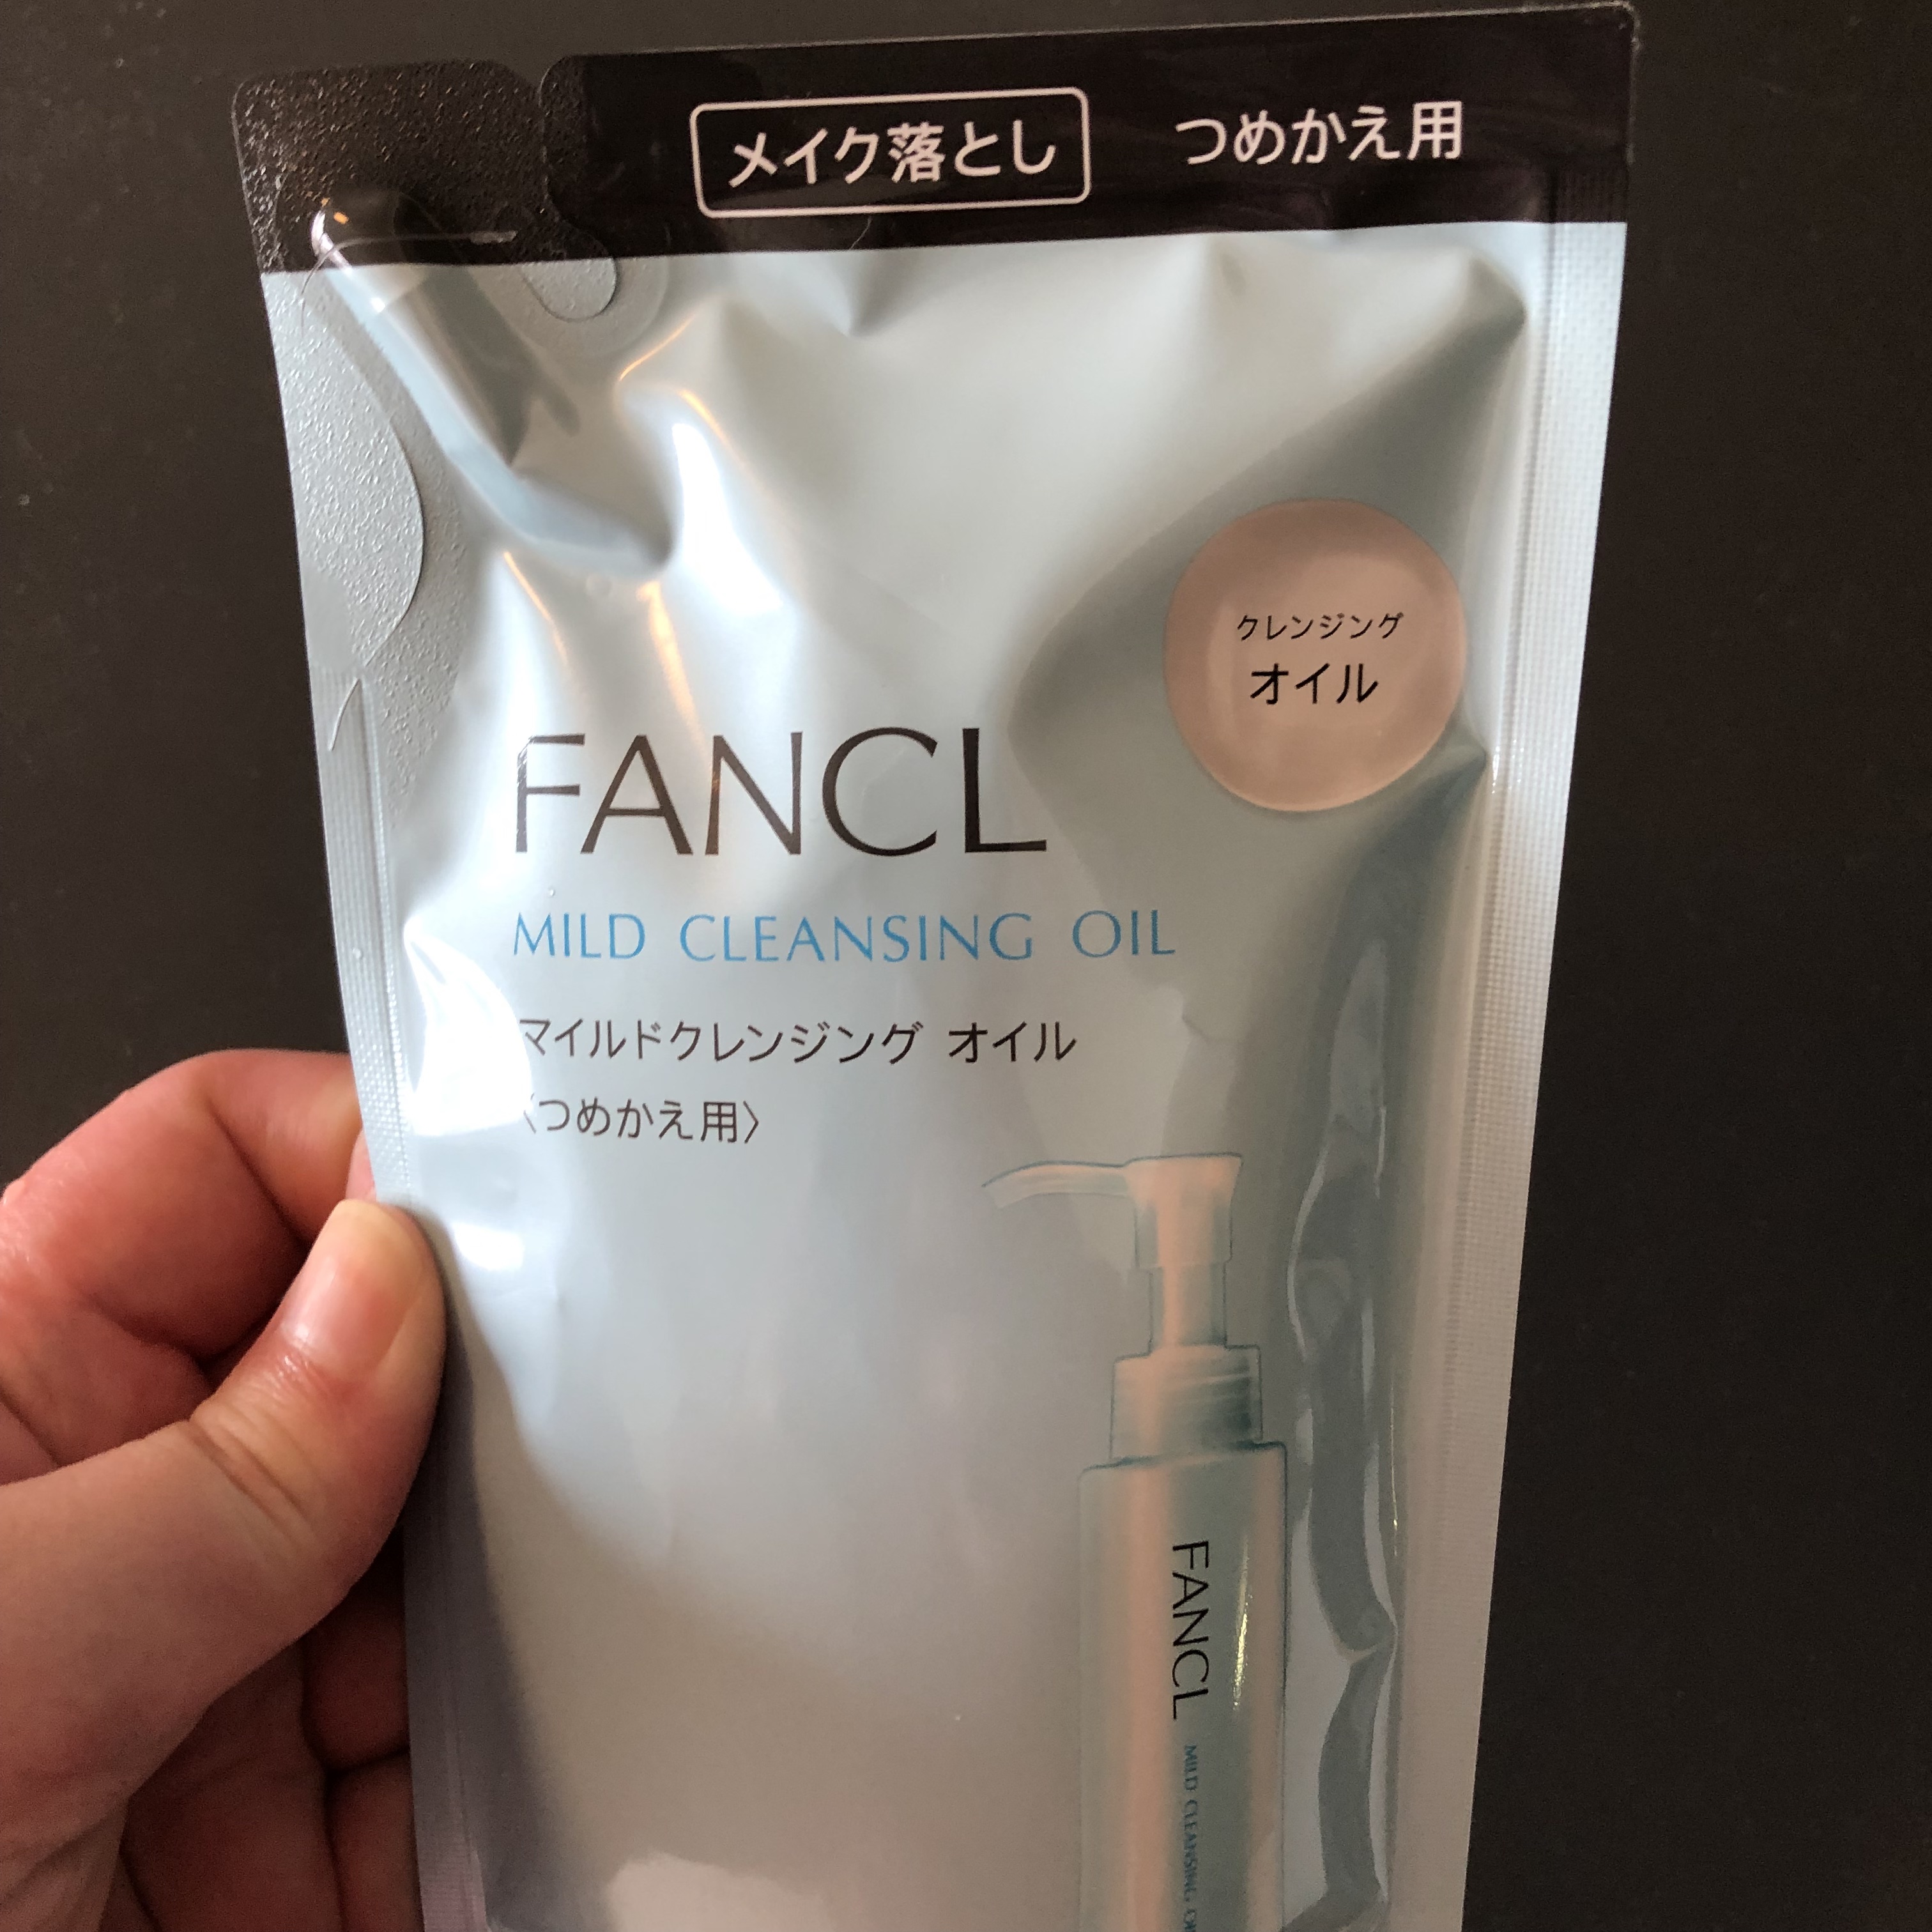 メイク落とし つめかえ用
クレンジング
オイル
FANCL
MILD CLEANSING OIL
マイルドクレンジング オイル
〈つめかえ用〉
FANCL
MILD CLEANSING